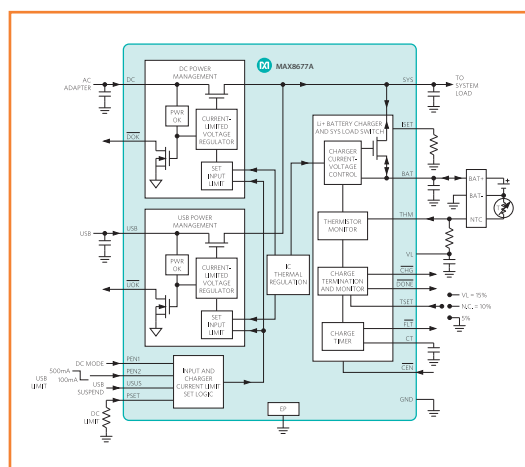 MAX8677A
DC POWER
MANAGEMENT
AC
ADAPTER
DC
SYS
TO
SYSTEM
LOAD
PWR
OK
CURRENT-
LIMITED
VOLTAGE
REGULATOR
Li+ BATTERY CHARGER
AND SYS LOAD SWITCH
ISET
DOK
SET
INPUT
LIMIT
CHARGER
CURRENT-
VOLTAGE
CONTROL
BAT
BAT+
BAT-
T
NTC
USB POWER
MANAGEMENT
USB
USB
THERMISTOR
MONITOR
THM
PWR
OK
CURRENT-
LIMITED
VOLTAGE
REGULATOR
IC
THERMAL
REGULATION
VL
UOK
SET
INPUT
LIMIT
CHARGE
TERMINATION
AND MONITOR
CHG
DONE
TSET
VL = 15%
N.C. = 10%
5%
CHARGE
TIMER
FLT
CT
DC MODE
PEN1
500mA
100mA
PEN2
USB
LIMIT
USB
SUSPEND
USUS
PSET
INPUT AND
CHARGER
CURRENT LIMIT
SET LOGIC
CEN
DC
LIMIT
EP
GND